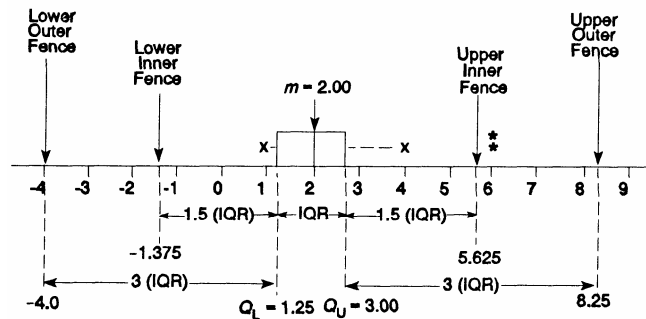 Lower
Outer
Fence
Lower
Inner
Fence
m = 2.00
Upper
Inner
Fence
Upper
Outer
Fence
x x * *
-4 -3 -2 -1 0 1 2 3 4 5 6 7 8 9
1.5 (IQR) IQR 1.5 (IQR)
-1.375 5.625
3 (IQR) 3 (IQR)
-4.0 QL = 1.25 QU = 3.00 8.25